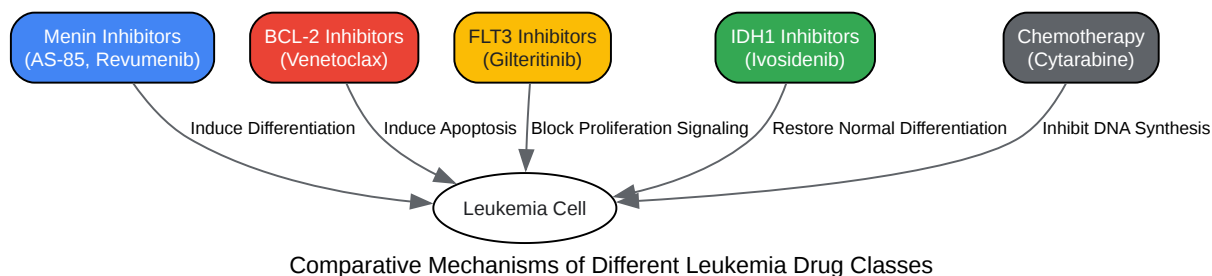 Menin Inhibitors
(AS-85, Revumenib)
BCL-2 Inhibitors
(Venetoclax)
FLT3 Inhibitors
(Gilteritinib)
IDH1 Inhibitors
(Ivosidenib)
Chemotherapy
(Cytarabine)
Induce Differentiation
Induce Apoptosis
Block Proliferation Signaling
Restore Normal Differentiation
Inhibit DNA Synthesis
Leukemia Cell
Comparative Mechanisms of Different Leukemia Drug Classes